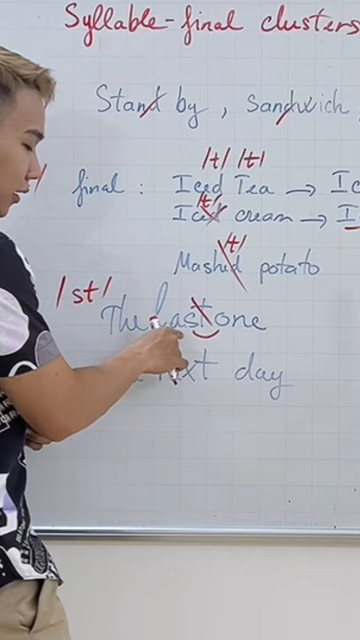 Syllable-final clusters
Stand by, Sandwich
final : Iced Tea → Ic
/t/ /t/
Iced cream → I
/t/
Mashed potato
/t/
/st/
The last one
next day